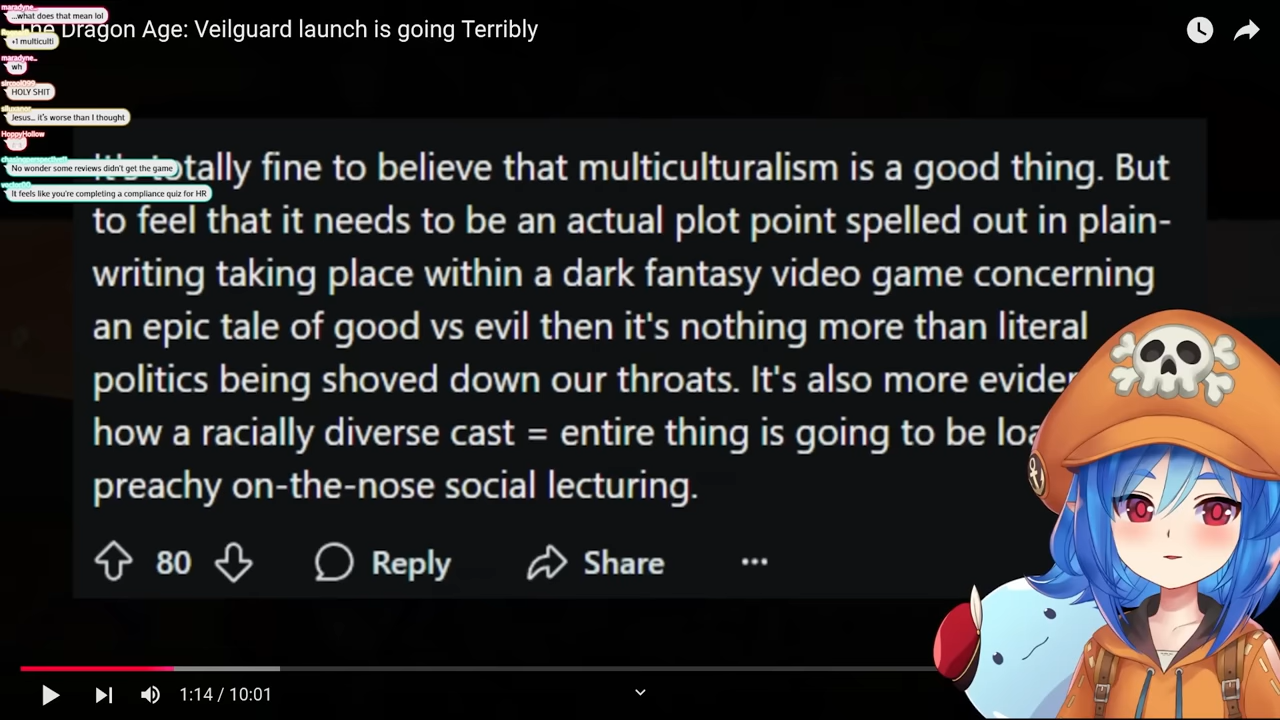 maradyne_
...what does that mean lol
The Dragon Age: Veilguard launch is going Terribly
+1 multiculti
maradyne_
wh
HOLY SHIT
Jesus... it's worse than I thought
HoppyHollow
No wonder some reviews didn't get the game
It feels like you're completing a compliance quiz for HR
It's totally fine to believe that multiculturalism is a good thing. But
to feel that it needs to be an actual plot point spelled out in plain-
writing taking place within a dark fantasy video game concerning
an epic tale of good vs evil then it's nothing more than literal
politics being shoved down our throats. It's also more eviden
how a racially diverse cast = entire thing is going to be loa
preachy on-the-nose social lecturing.
80
Reply
Share
1:14 / 10:01